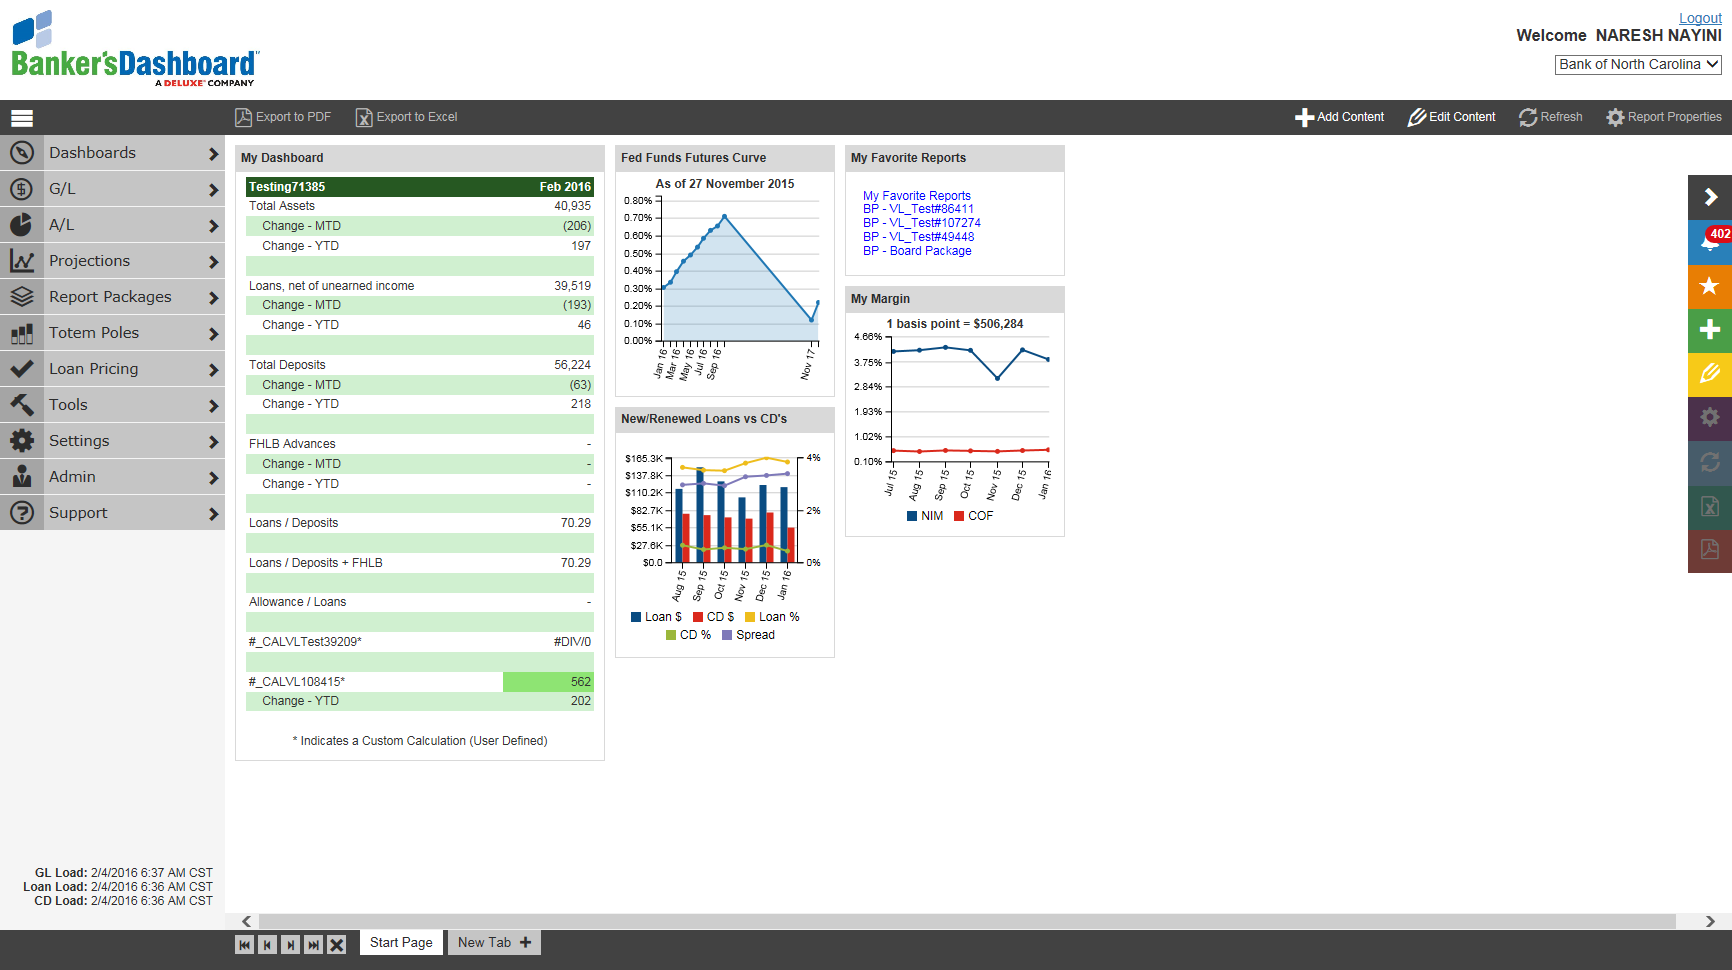 Logout
Welcome NARESH NAYINI
Bank of North Carolina
Banker'sDashboard
A DELUXE COMPANY
Export to PDF
Export to Excel
Add Content
Edit Content
Refresh
Report Properties
Dashboards
G/L
A/L
Projections
Report Packages
Totem Poles
Loan Pricing
Tools
Settings
Admin
Support
GL Load: 2/4/2016 6:37 AM CST
Loan Load: 2/4/2016 6:36 AM CST
CD Load: 2/4/2016 6:36 AM CST
My Dashboard
Testing71385 Feb 2016
Total Assets 40,935
Change - MTD (206)
Change - YTD 197
Loans, net of unearned income 39,519
Change - MTD (193)
Change - YTD 46
Total Deposits 56,224
Change - MTD (63)
Change - YTD 218
FHLB Advances -
Change - MTD -
Change - YTD -
Loans / Deposits 70.29
Loans / Deposits + FHLB 70.29
Allowance / Loans -
#_CALVLTest39209* #DIV/0
#_CALVL108415* 562
Change - YTD 202
* Indicates a Custom Calculation (User Defined)
Fed Funds Futures Curve
As of 27 November 2015
0.80%
0.70%
0.60%
0.50%
0.40%
0.30%
0.20%
0.10%
0.00%
Jan 16 Mar 16 May 16 Jul 16 Sep 16 Nov 17
New/Renewed Loans vs CD's
$165.3K 4%
$137.8K
$110.2K
$82.7K 2%
$55.1K
$27.6K
$0.0 0%
Aug 15 Sep 15 Oct 15 Nov 15 Dec 15 Jan 16
Loan $ CD $ Loan %
CD % Spread
My Favorite Reports
My Favorite Reports
BP - VL_Test#86411
BP - VL_Test#107274
BP - VL_Test#49448
BP - Board Package
My Margin
1 basis point = $506,284
4.66%
3.75%
2.84%
1.93%
1.02%
0.10%
Jul 15 Aug 15 Sep 15 Oct 15 Nov 15 Dec 15 Jan 16
NIM COF
402
Start Page
New Tab